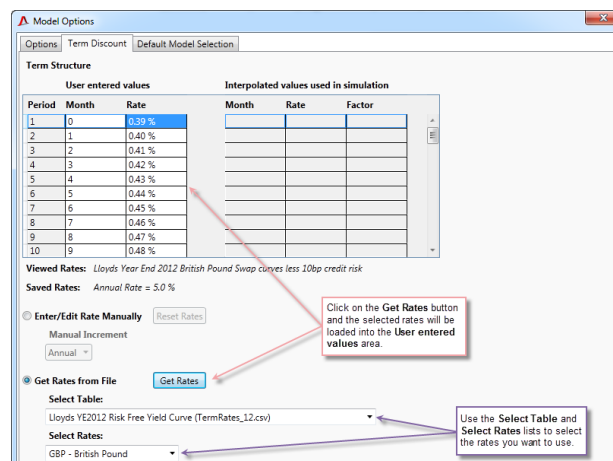 Model Options
Options Term Discount Default Model Selection
Term Structure
User entered values Interpolated values used in simulation
Period Month Rate Month Rate Factor
1 0 0.39 %
2 1 0.40 %
3 2 0.41 %
4 3 0.42 %
5 4 0.43 %
6 5 0.44 %
7 6 0.45 %
8 7 0.46 %
9 8 0.47 %
10 9 0.48 %
Viewed Rates: Lloyds Year End 2012 British Pound Swap curves less 10bp credit risk
Saved Rates: Annual Rate = 5.0 %
Enter/Edit Rate Manually Reset Rates
Manual Increment
Annual
Click on the Get Rates button
and the selected rates will be
loaded into the User entered
values area.
Get Rates from File Get Rates
Select Table:
Lloyds YE2012 Risk Free Yield Curve (TermRates_12.csv)
Select Rates:
GBP - British Pound
Use the Select Table and
Select Rates lists to select
the rates you want to use.